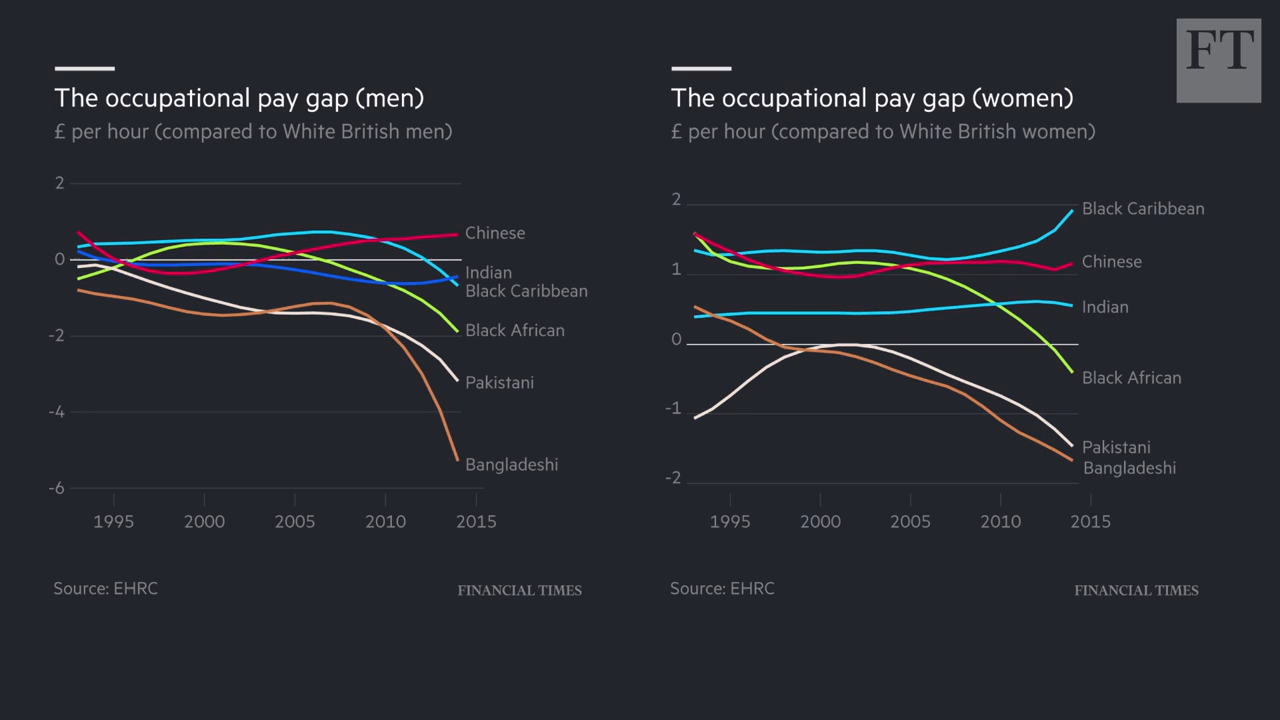 FT
The occupational pay gap (men)
£ per hour (compared to White British men)
2
0
-2
-4
-6
Chinese
Indian
Black Caribbean
Black African
Pakistani
Bangladeshi
1995 2000 2005 2010 2015
Source: EHRC FINANCIAL TIMES
The occupational pay gap (women)
£ per hour (compared to White British women)
2
1
0
-1
-2
Black Caribbean
Chinese
Indian
Black African
Pakistani
Bangladeshi
1995 2000 2005 2010 2015
Source: EHRC FINANCIAL TIMES